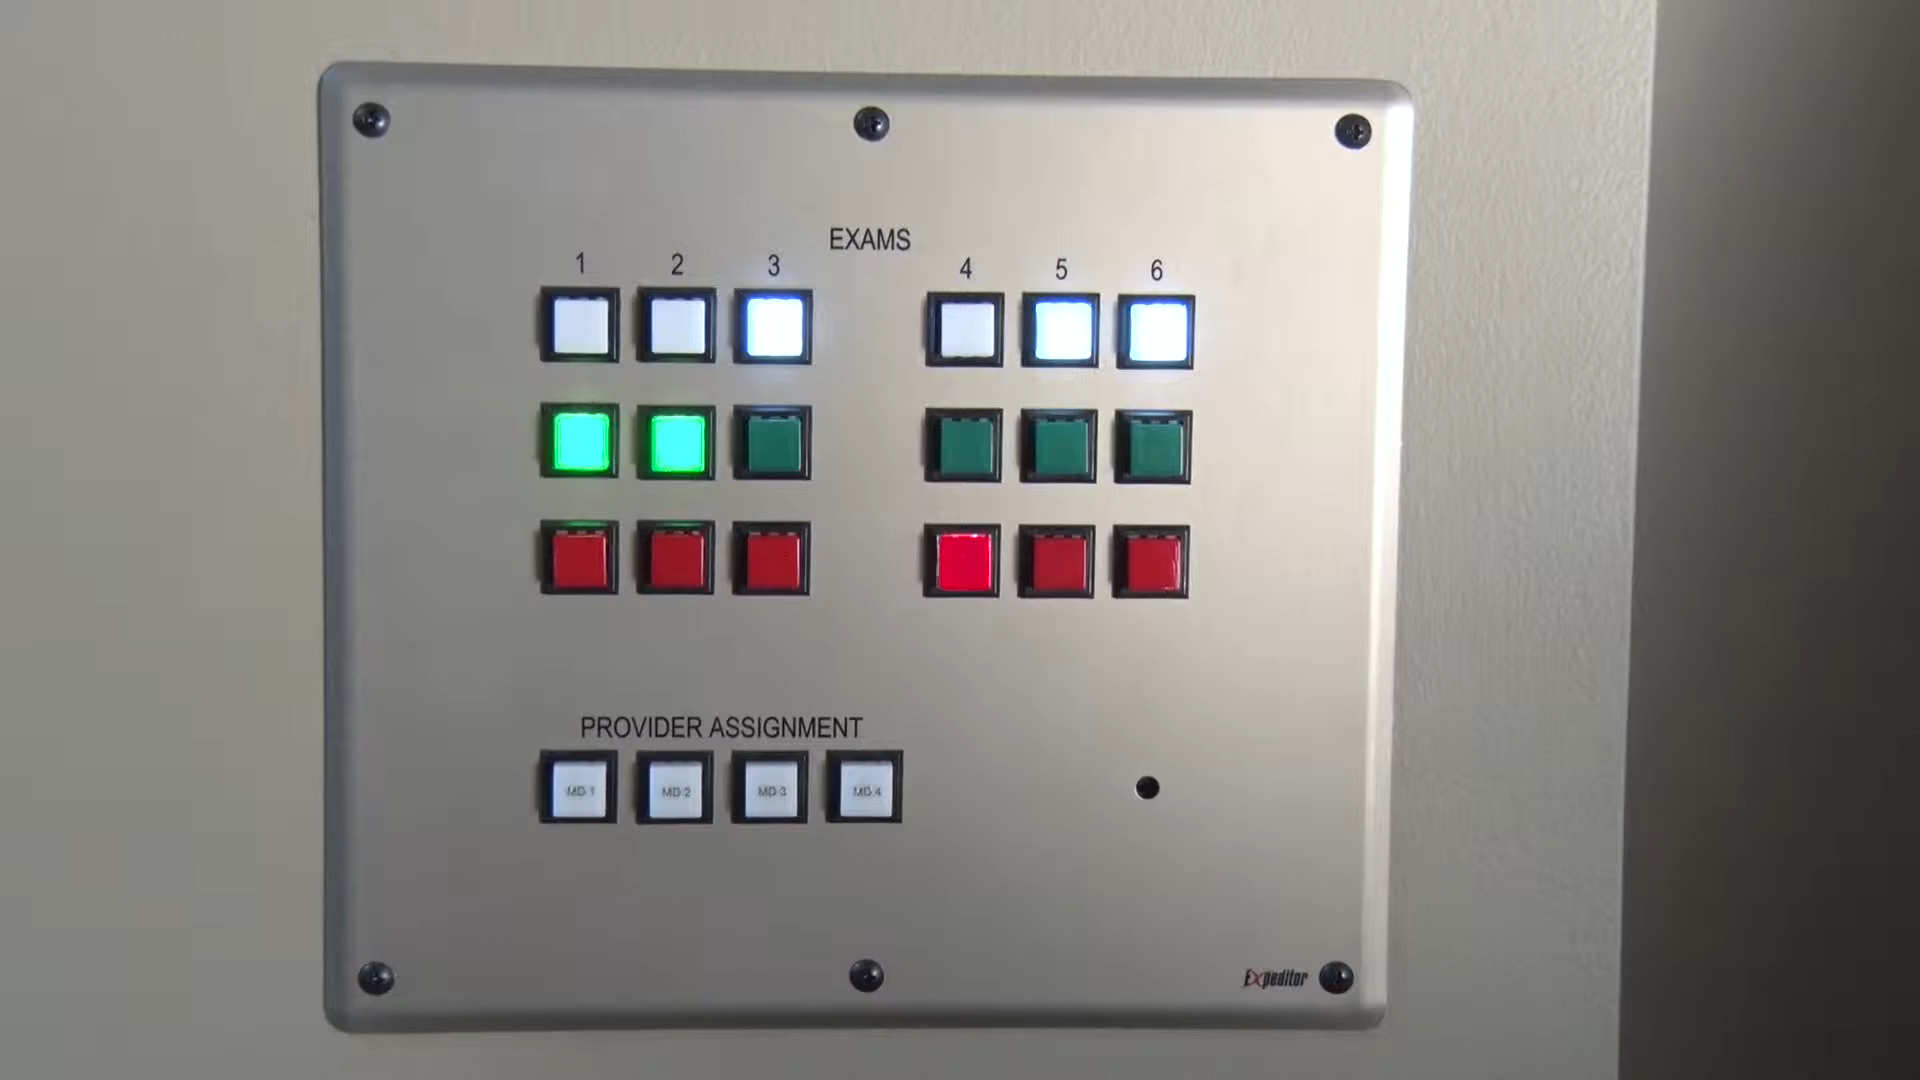 EXAMS
1 2 3 4 5 6
PROVIDER ASSIGNMENT
MD 1 MD 2 MD 3 MD 4
Expeditor